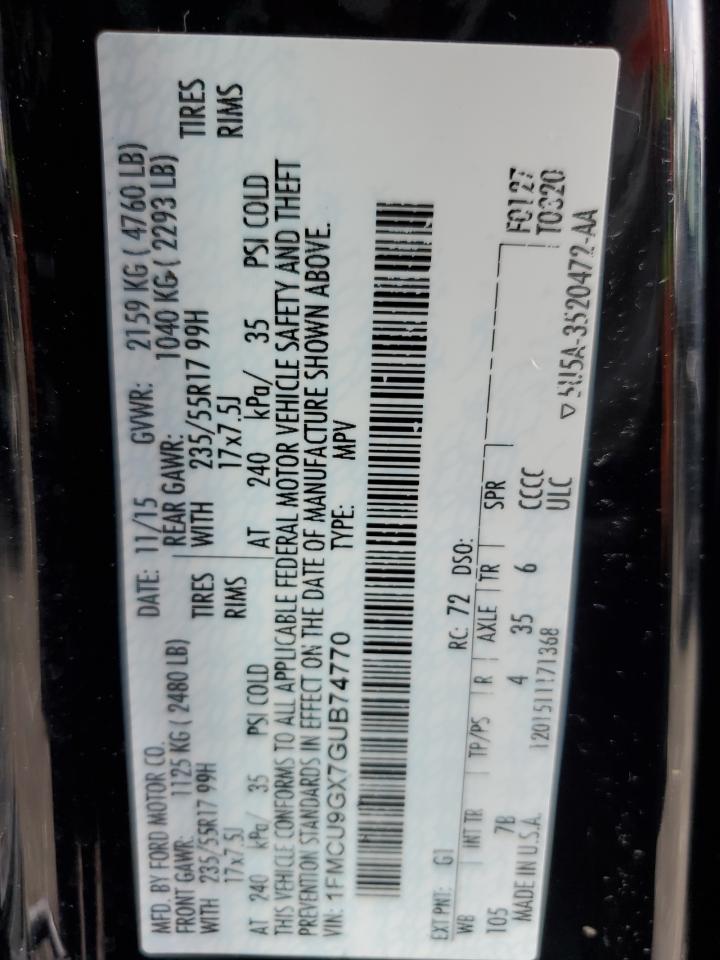 MFD. BY FORD MOTOR CO. DATE: 11/15 GVWR: 2159 KG ( 4760 LB)
FRONT GAWR: 1125 KG ( 2480 LB) REAR GAWR: 1040 KG ( 2293 LB)
WITH 235/55R17 99H TIRES WITH 235/55R17 99H TIRES
17x7.5J RIMS 17x7.5J RIMS
AT 240 kPa/ 35 PSI COLD AT 240 kPa/ 35 PSI COLD
THIS VEHICLE CONFORMS TO ALL APPLICABLE FEDERAL MOTOR VEHICLE SAFETY AND THEFT
PREVENTION STANDARDS IN EFFECT ON THE DATE OF MANUFACTURE SHOWN ABOVE.
VIN: 1FMCU9GX7GUB74770 TYPE: MPV
EXT PNT: G1 RC: 72 DSO: F0127
WB INT TR TP/PS R AXLE TR SPR T0320
105 7B 4 35 6 CCCC
MADE IN U.S.A. 1201511171368 ULC
5U5A-3520472-AA